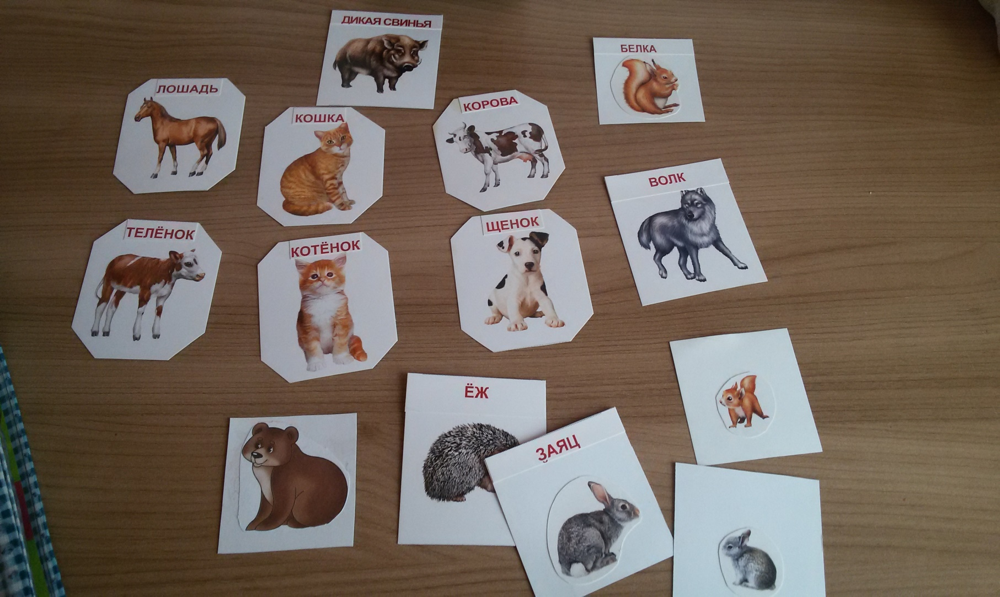 ДИКАЯ СВИНЬЯ
БЕЛКА
ЛОШАДЬ
КОШКА
КОРОВА
ВОЛК
ТЕЛЁНОК
КОТЁНОК
ЩЕНОК
ЁЖ
ЗАЯЦ